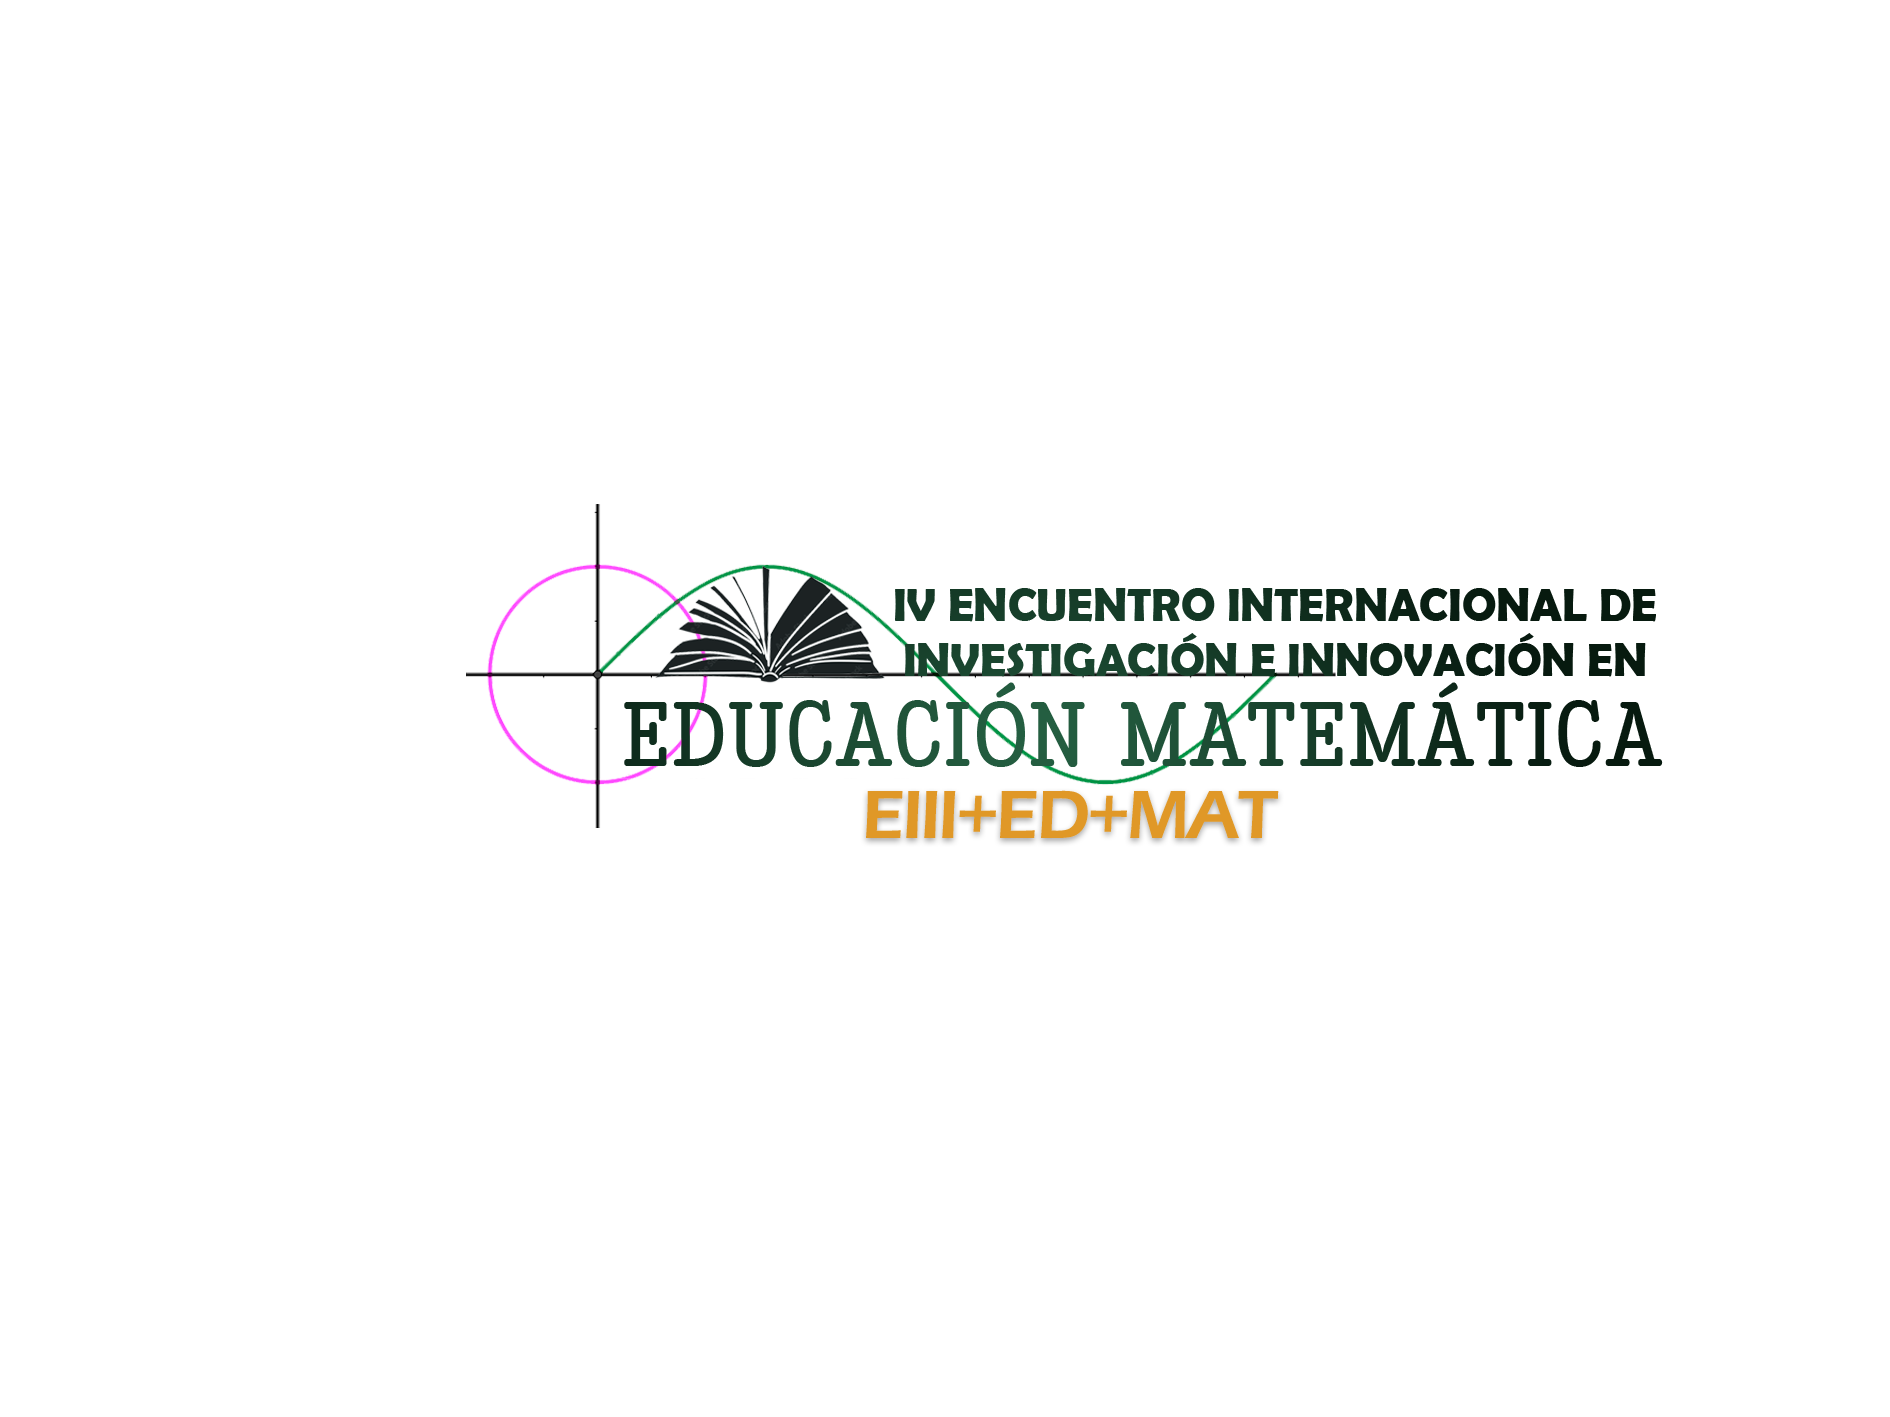 IV ENCUENTRO INTERNACIONAL DE
INVESTIGACIÓN E INNOVACIÓN EN
EDUCACIÓN MATEMÁTICA
EIII+ED+MAT